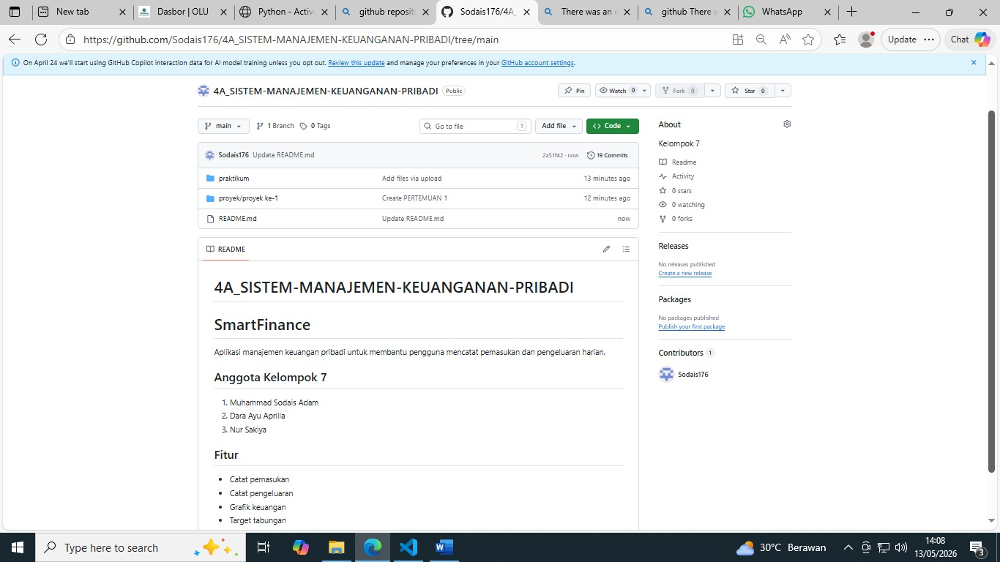 New tab
Dasbor | OLU
Python - Active
github reposit
Sodais176/4A_
There was an e
github There w
WhatsApp
https://github.com/Sodais176/4A_SISTEM-MANAJEMEN-KEUANGANAN-PRIBADI/tree/main
Update
Chat
On April 24 we'll start using GitHub Copilot interaction data for AI model training unless you opt out. Review this update and manage your preferences in your GitHub account settings.
4A_SISTEM-MANAJEMEN-KEUANGANAN-PRIBADI Public
Pin
Watch 0
Fork 0
Star 0
main
1 Branch
0 Tags
Go to file T
Add file
Code
Sodais176 Update README.md 2a51f42 · now 19 Commits
praktikum Add files via upload 13 minutes ago
proyek/proyek ke-1 Create PERTEMUAN 1 12 minutes ago
README.md Update README.md now
README
4A_SISTEM-MANAJEMEN-KEUANGANAN-PRIBADI
SmartFinance
Aplikasi manajemen keuangan pribadi untuk membantu pengguna mencatat pemasukan dan pengeluaran harian.
Anggota Kelompok 7
1. Muhammad Sodais Adam
2. Dara Ayu Aprilia
3. Nur Sakiya
Fitur
• Catat pemasukan
• Catat pengeluaran
• Grafik keuangan
• Target tabungan
About
Kelompok 7
Readme
Activity
0 stars
0 watching
0 forks
Releases
No releases published
Create a new release
Packages
No packages published
Publish your first package
Contributors 1
Sodais176
Type here to search
30°C Berawan
14:08
13/05/2026
3